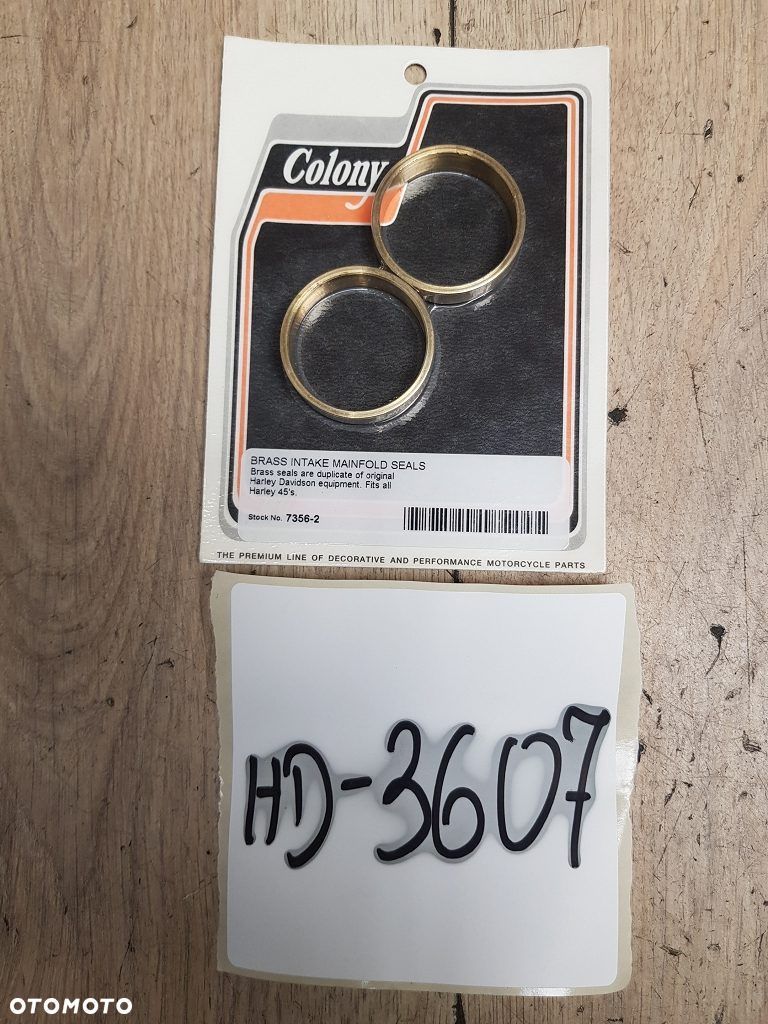 Colony
BRASS INTAKE MAINFOLD SEALS
Brass seals are duplicate of original
Harley Davidson equipment. Fits all
Harley 45's.
Stock No. 7356-2
THE PREMIUM LINE OF DECORATIVE AND PERFORMANCE MOTORCYCLE PARTS
HD-3607
OTOMOTO